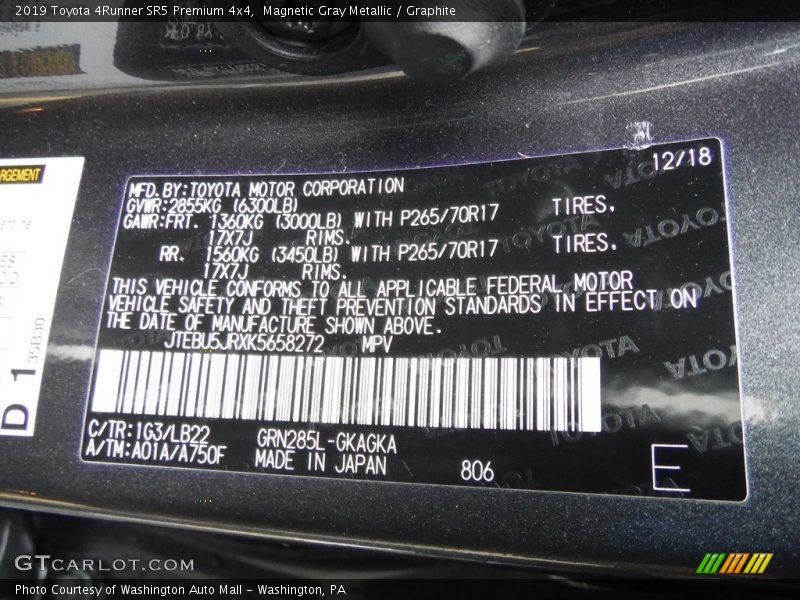 2019 Toyota 4Runner SR5 Premium 4x4, Magnetic Gray Metallic / Graphite
RGEMENT
D 1
35B30
12/18
MFD. BY: TOYOTA MOTOR CORPORATION
GVWR: 2855KG (6300LB)
GAWR: FRT. 1360KG (3000LB) WITH P265/70R17 TIRES.
17X7J RIMS.
RR. 1560KG (3450LB) WITH P265/70R17 TIRES.
17X7J RIMS.
THIS VEHICLE CONFORMS TO ALL APPLICABLE FEDERAL MOTOR
VEHICLE SAFETY AND THEFT PREVENTION STANDARDS IN EFFECT ON
THE DATE OF MANUFACTURE SHOWN ABOVE.
JTEBU5JRXK5658272 MPV
C/TR: 1G3/LB22 GRN285L-GKAGKA
A/TM: A01A/A750F MADE IN JAPAN 806
E
GTCARLOT.COM
Photo Courtesy of Washington Auto Mall - Washington, PA